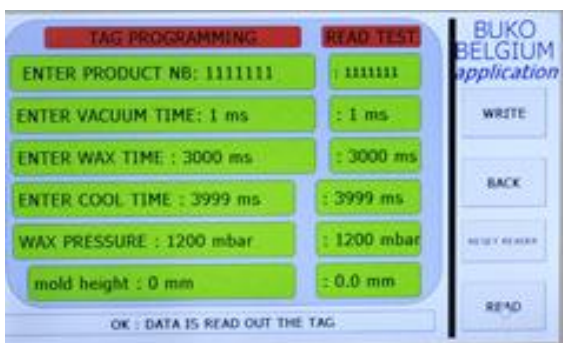 TAG PROGRAMMING
READ TEST
ENTER PRODUCT NB: 1111111
: 1111111
ENTER VACUUM TIME: 1 ms
: 1 ms
ENTER WAX TIME : 3000 ms
: 3000 ms
ENTER COOL TIME : 3999 ms
: 3999 ms
WAX PRESSURE : 1200 mbar
: 1200 mbar
mold height : 0 mm
: 0.0 mm
OK : DATA IS READ OUT THE TAG
BUKO
BELGIUM
application
WRITE
BACK
RESET READER
READ